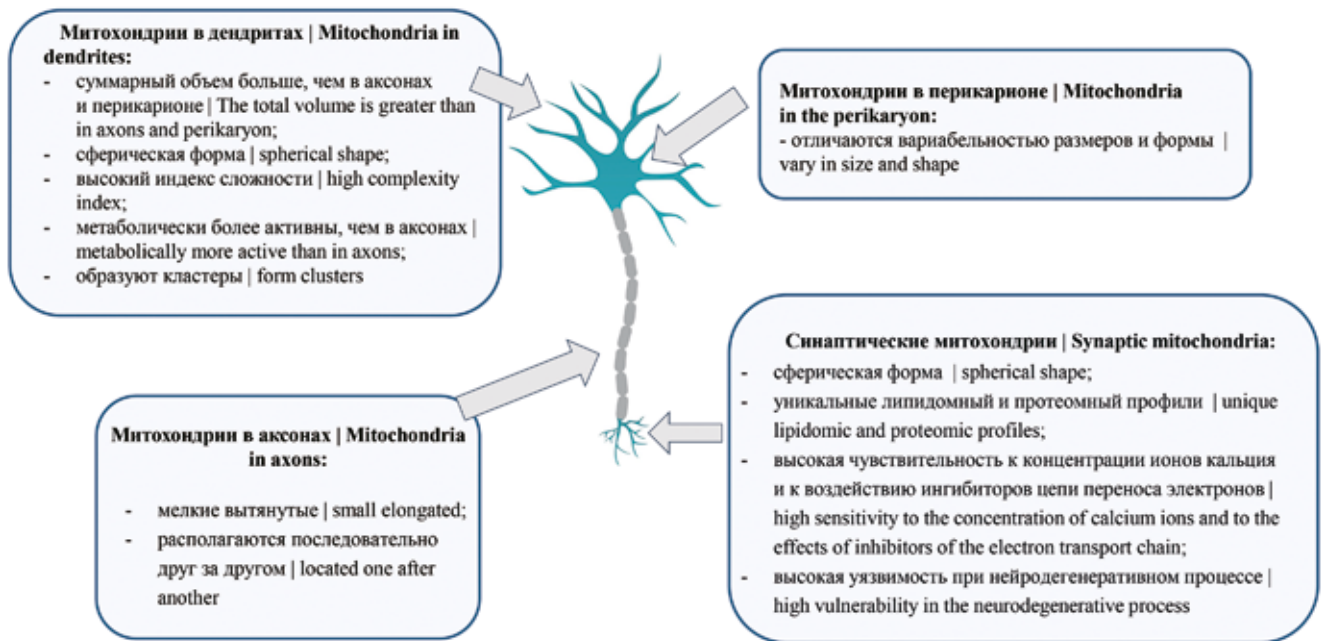 Митохондрии в дендритах | Mitochondria in
dendrites:
- суммарный объем больше, чем в аксонах
и перикарионе | The total volume is greater than
in axons and perikaryon;
- сферическая форма | spherical shape;
- высокий индекс сложности | high complexity
index;
- метаболически более активны, чем в аксонах |
metabolically more active than in axons;
- образуют кластеры | form clusters
Митохондрии в перикарионе | Mitochondria
in the perikaryon:
- отличаются вариабельностью размеров и формы |
vary in size and shape
Митохондрии в аксонах | Mitochondria
in axons:
- мелкие вытянутые | small elongated;
- располагаются последовательно
друг за другом | located one after
another
Синаптические митохондрии | Synaptic mitochondria:
- сферическая форма | spherical shape;
- уникальные липидомный и протеомный профили | unique
lipidomic and proteomic profiles;
- высокая чувствительность к концентрации ионов кальция
и к воздействию ингибиторов цепи переноса электронов |
high sensitivity to the concentration of calcium ions and to the
effects of inhibitors of the electron transport chain;
- высокая уязвимость при нейродегенеративном процессе |
high vulnerability in the neurodegenerative process